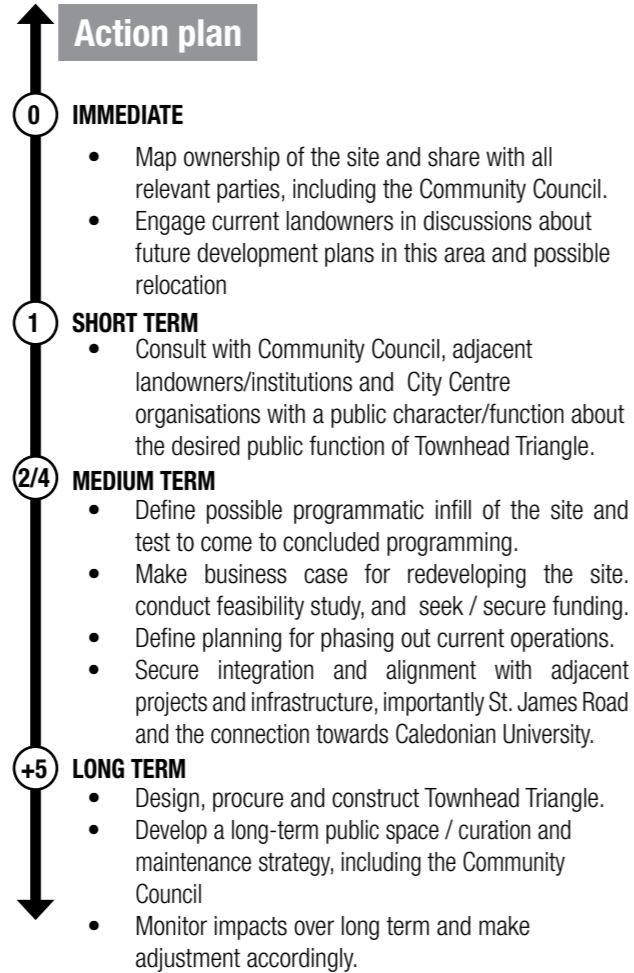 Action plan
0 IMMEDIATE
• Map ownership of the site and share with all
relevant parties, including the Community Council.
• Engage current landowners in discussions about
future development plans in this area and possible
relocation
1 SHORT TERM
• Consult with Community Council, adjacent
landowners/institutions and City Centre
organisations with a public character/function about
the desired public function of Townhead Triangle.
2/4 MEDIUM TERM
• Define possible programmatic infill of the site and
test to come to concluded programming.
• Make business case for redeveloping the site.
conduct feasibility study, and seek / secure funding.
• Define planning for phasing out current operations.
• Secure integration and alignment with adjacent
projects and infrastructure, importantly St. James Road
and the connection towards Caledonian University.
+5 LONG TERM
• Design, procure and construct Townhead Triangle.
• Develop a long-term public space / curation and
maintenance strategy, including the Community
Council
• Monitor impacts over long term and make
adjustment accordingly.